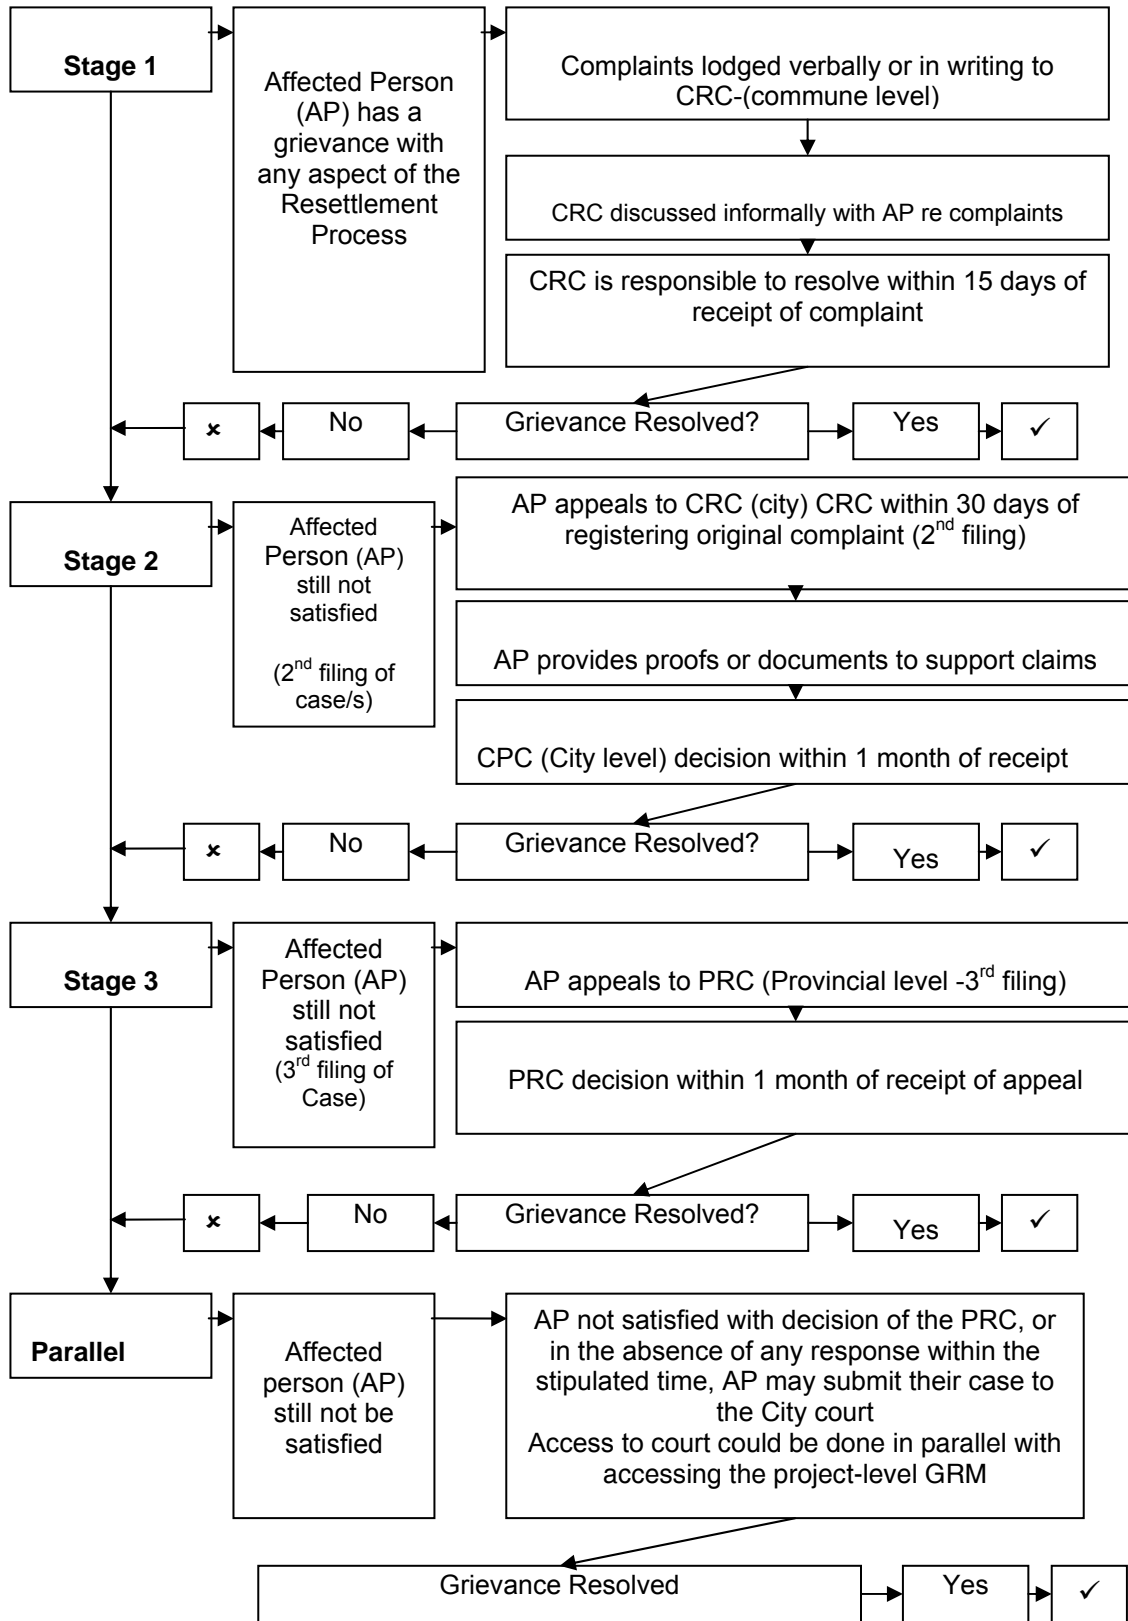 Stage 1
Affected Person
(AP) has a
grievance with
any aspect of the
Resettlement
Process
Complaints lodged verbally or in writing to
CRC-(commune level)
CRC discussed informally with AP re complaints
CRC is responsible to resolve within 15 days of
receipt of complaint
× No Grievance Resolved? Yes ✓
Stage 2
Affected
Person (AP)
still not
satisfied
(2nd filing of
case/s)
AP appeals to CRC (city) CRC within 30 days of
registering original complaint (2nd filing)
AP provides proofs or documents to support claims
CPC (City level) decision within 1 month of receipt
× No Grievance Resolved? Yes ✓
Stage 3
Affected
Person (AP)
still not
satisfied
(3rd filing of
Case)
AP appeals to PRC (Provincial level -3rd filing)
PRC decision within 1 month of receipt of appeal
× No Grievance Resolved? Yes ✓
Parallel
Affected
person (AP)
still not be
satisfied
AP not satisfied with decision of the PRC, or
in the absence of any response within the
stipulated time, AP may submit their case to
the City court
Access to court could be done in parallel with
accessing the project-level GRM
Grievance Resolved Yes ✓